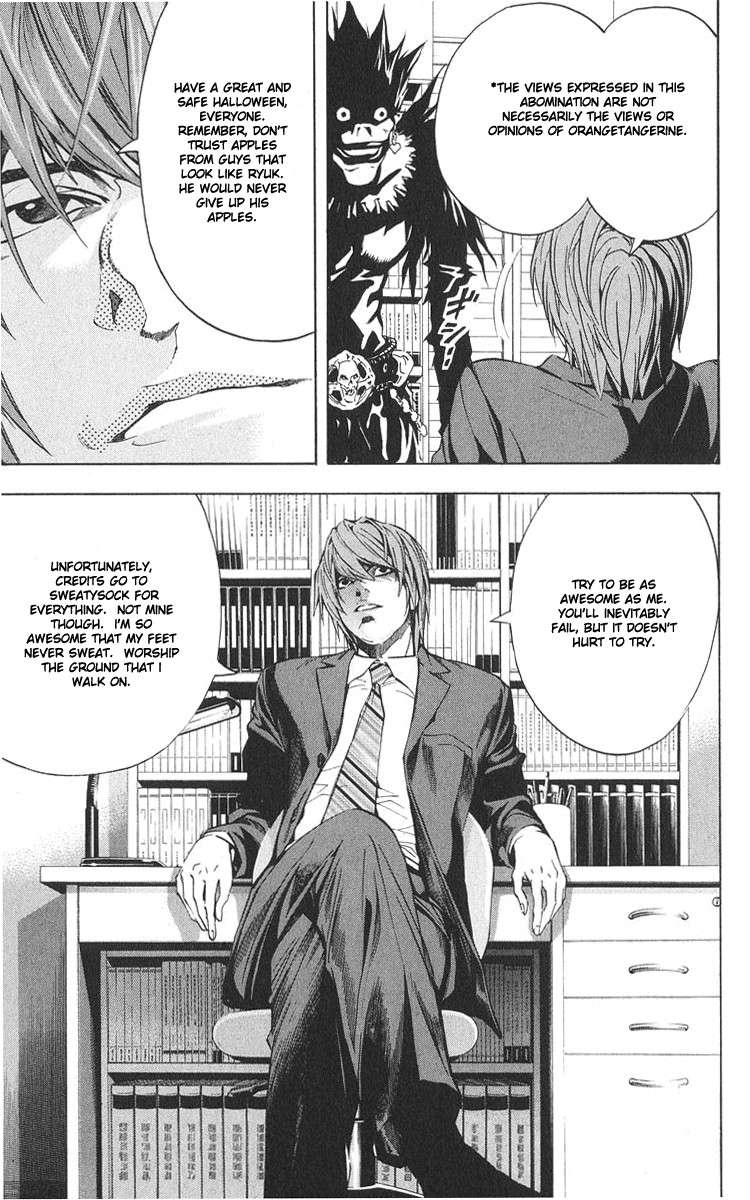 *THE VIEWS EXPRESSED IN THIS
ABOMINATION ARE NOT
NECESSARILY THE VIEWS OR
OPINIONS OF ORANGETANGERINE.
ギシ…
HAVE A GREAT AND
SAFE HALLOWEEN,
EVERYONE.
REMEMBER, DON'T
TRUST APPLES
FROM GUYS THAT
LOOK LIKE RYUK.
HE WOULD NEVER
GIVE UP HIS
APPLES.
TRY TO BE AS
AWESOME AS ME.
YOU'LL INEVITABLY
FAIL, BUT IT DOESN'T
HURT TO TRY.
UNFORTUNATELY,
CREDITS GO TO
SWEATYSOCK FOR
EVERYTHING. NOT MINE
THOUGH. I'M SO
AWESOME THAT MY FEET
NEVER SWEAT. WORSHIP
THE GROUND THAT I
WALK ON.